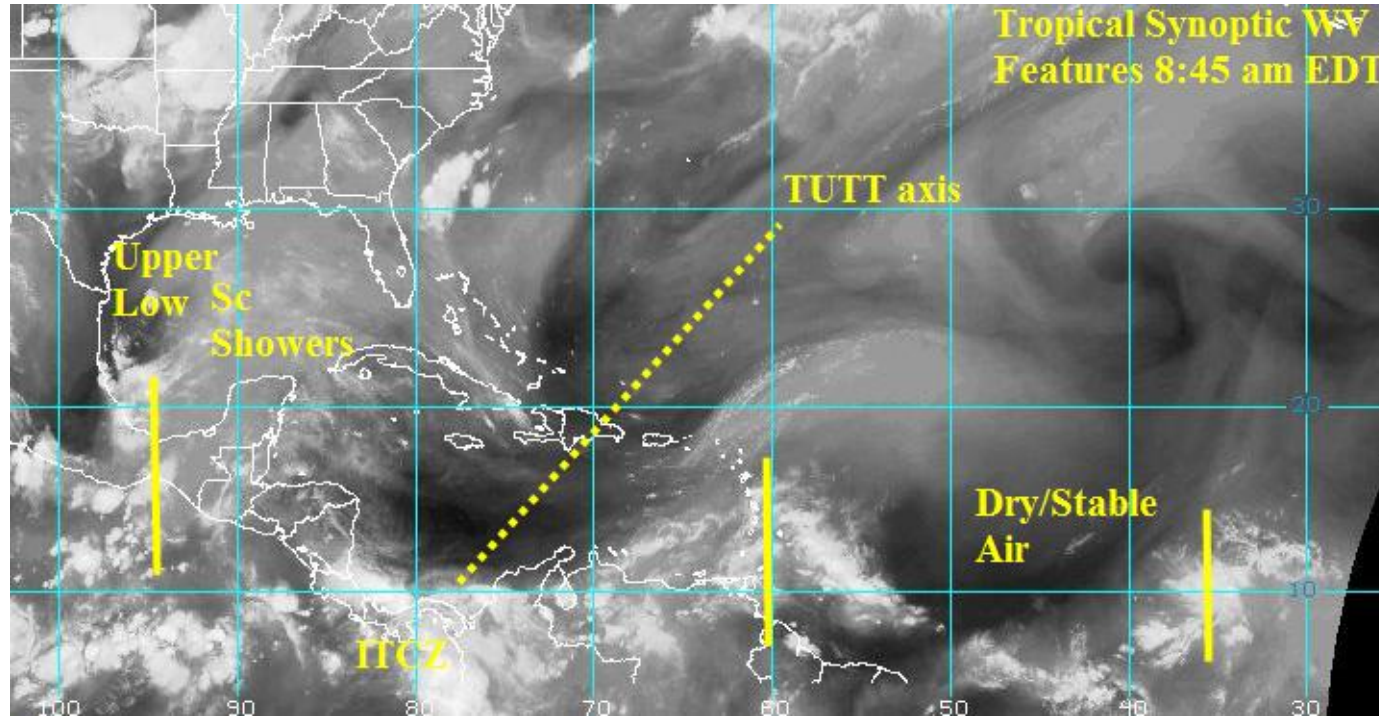 Tropical Synoptic WV
Features 8:45 am EDT
TUTT axis
30
Upper
Low
Sc
Showers
20
Dry/Stable
Air
10
ITCZ
100 90 80 70 60 50 40 30